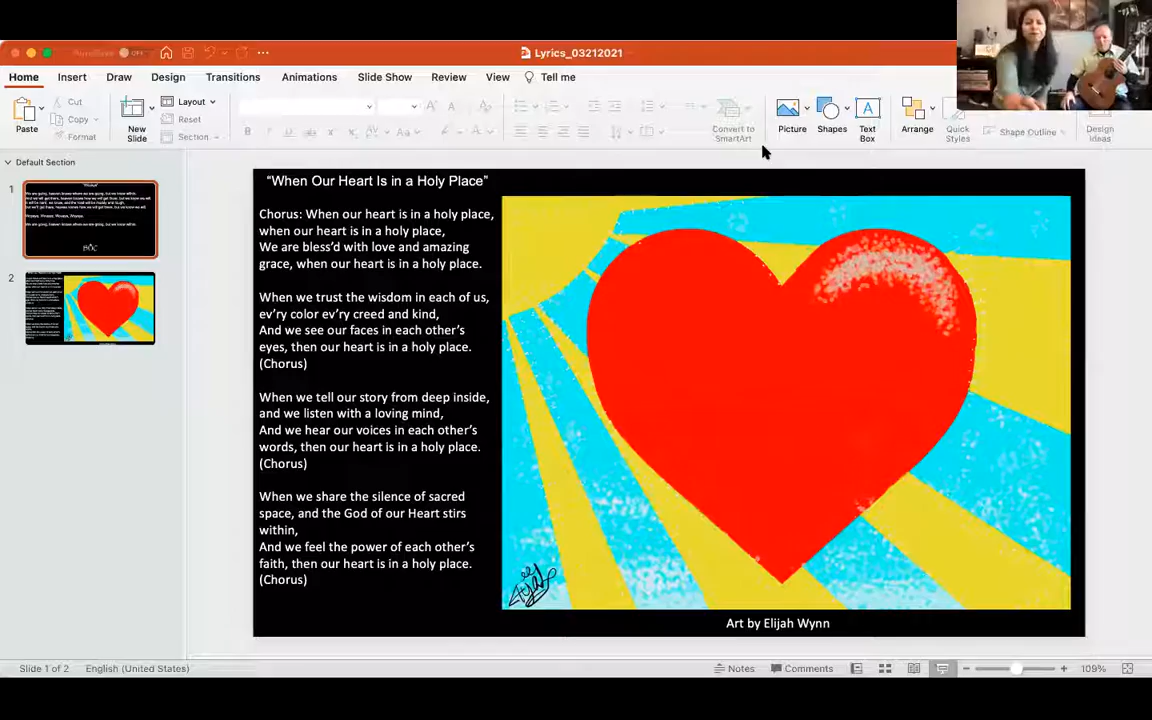 Lyrics_03212021
Home Insert Draw Design Transitions Animations Slide Show Review View Tell me
Paste
Cut
Copy
Format
New Slide
Layout
Reset
Section
Convert to SmartArt
Picture
Shapes
Text Box
Arrange
Quick Styles
Shape Outline
Design Ideas
Default Section
1
2
“When Our Heart Is in a Holy Place”
Chorus: When our heart is in a holy place,
when our heart is in a holy place,
We are bless’d with love and amazing
grace, when our heart is in a holy place.
When we trust the wisdom in each of us,
ev’ry color ev’ry creed and kind,
And we see our faces in each other’s
eyes, then our heart is in a holy place.
(Chorus)
When we tell our story from deep inside,
and we listen with a loving mind,
And we hear our voices in each other’s
words, then our heart is in a holy place.
(Chorus)
When we share the silence of sacred
space, and the God of our Heart stirs
within,
And we feel the power of each other’s
faith, then our heart is in a holy place.
(Chorus)
Art by Elijah Wynn
Slide 1 of 2 English (United States) Notes Comments 109%